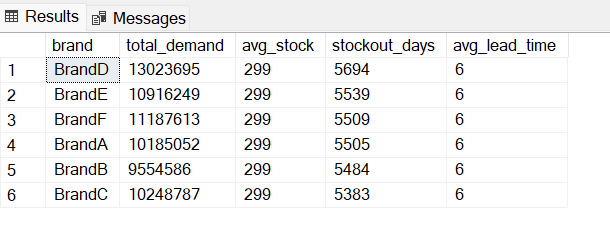 Results Messages
brand total_demand avg_stock stockout_days avg_lead_time
1 BrandD 13023695 299 5694 6
2 BrandE 10916249 299 5539 6
3 BrandF 11187613 299 5509 6
4 BrandA 10185052 299 5505 6
5 BrandB 9554586 299 5484 6
6 BrandC 10248787 299 5383 6